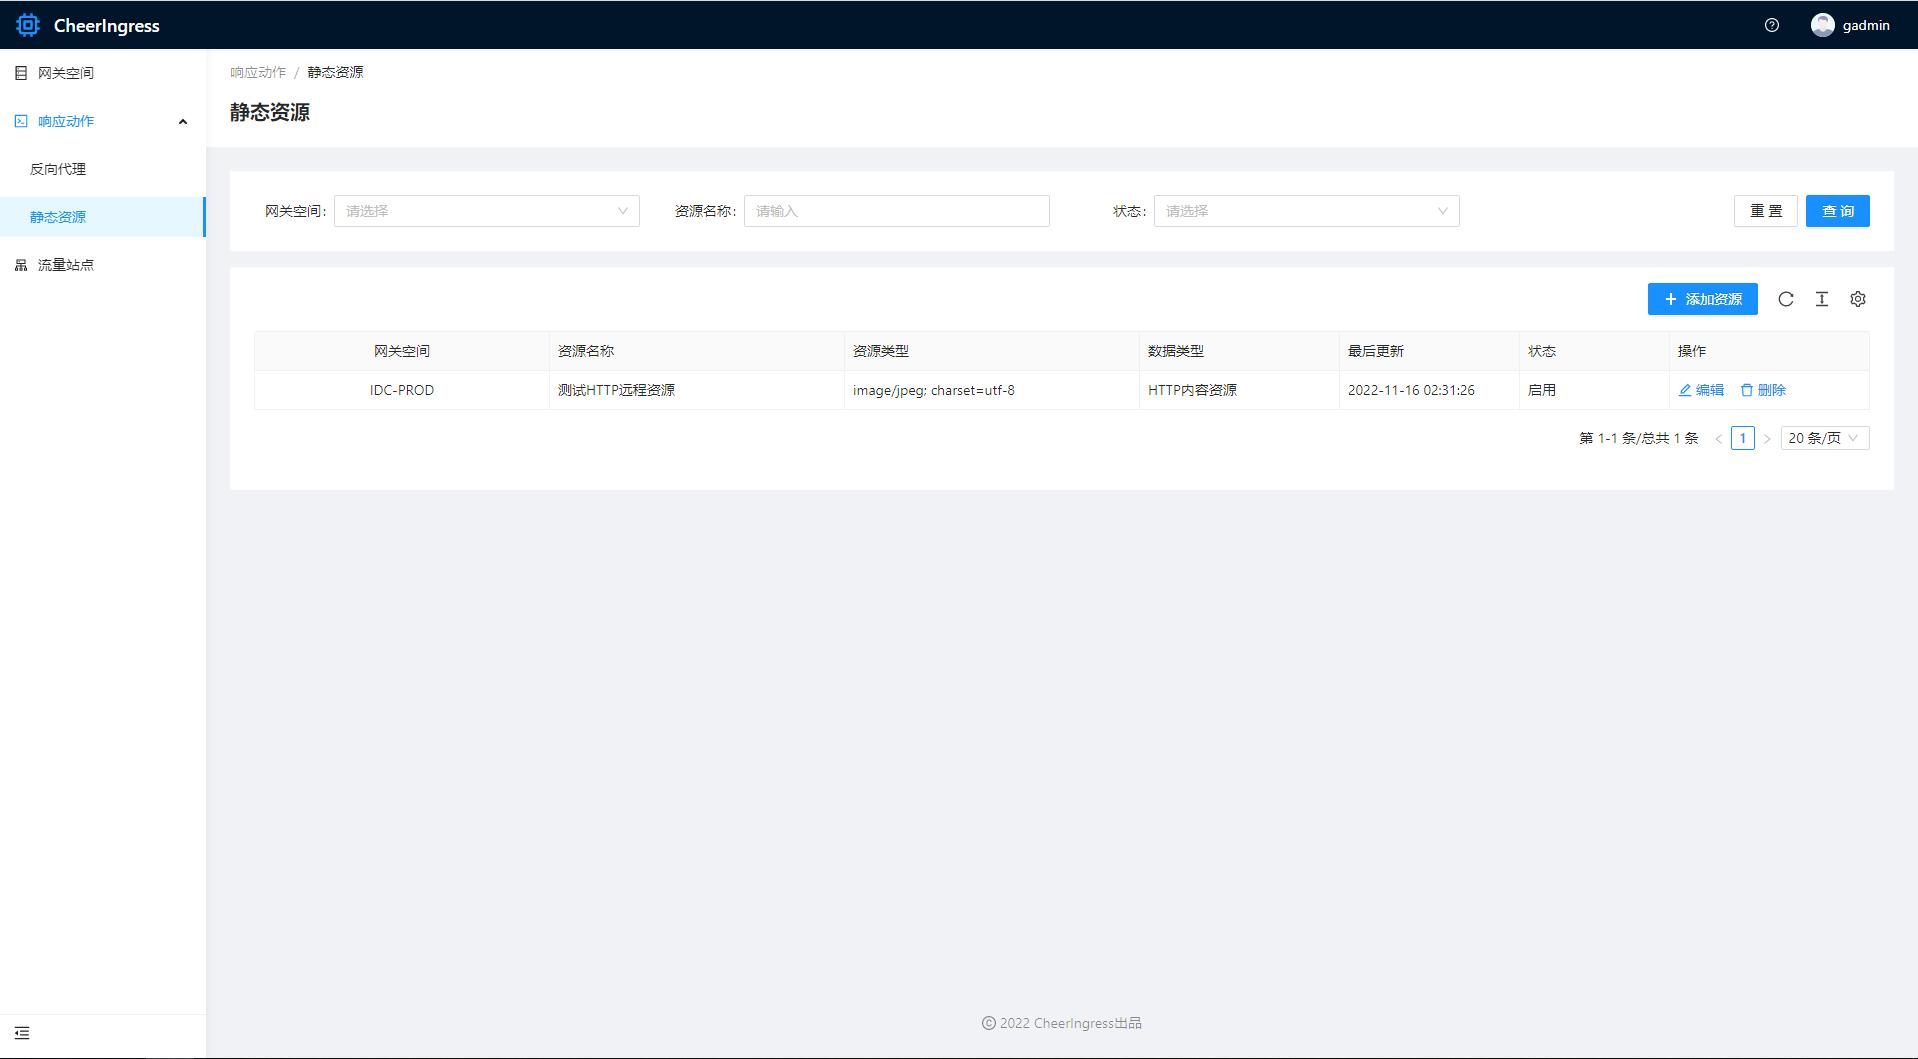 CheerIngress
gadmin
网关空间
响应动作
反向代理
静态资源
流量站点
响应动作 / 静态资源
静态资源
网关空间: 请选择 资源名称: 请输入 状态: 请选择 重 置 查 询
添加资源
网关空间 资源名称 资源类型 数据类型 最后更新 状态 操作
IDC-PROD 测试HTTP远程资源 image/jpeg; charset=utf-8 HTTP内容资源 2022-11-16 02:31:26 启用 编辑 删除
第 1-1 条/总共 1 条 < 1 > 20 条/页
© 2022 CheerIngress出品